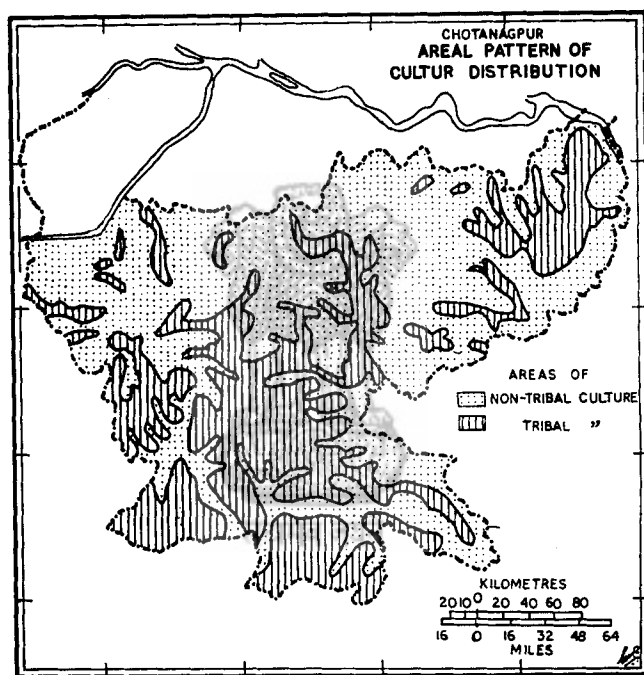 CHOTANAGPUR
AREAL PATTERN OF
CULTUR DISTRIBUTION
AREAS OF
NON-TRIBAL CULTURE
TRIBAL "
KILOMETRES
20 10 0 20 40 60 80
16 0 16 32 48 64
MILES